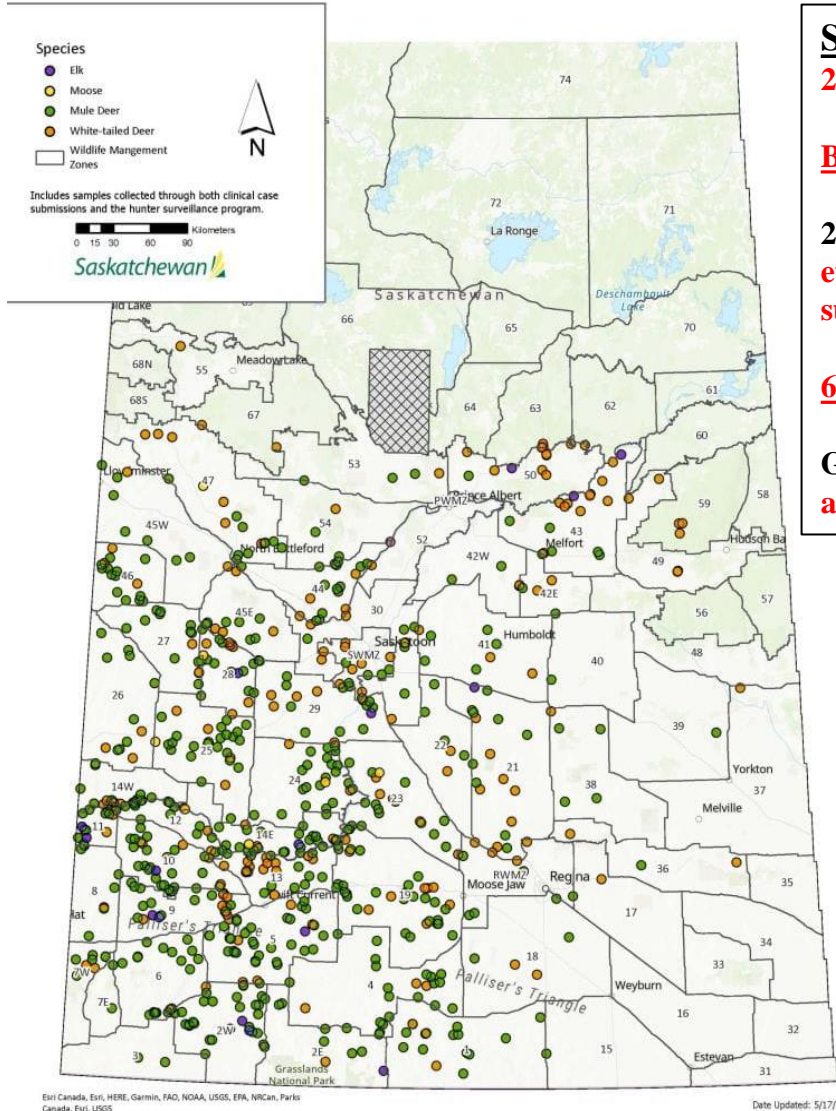 Species
Elk
Moose
Mule Deer
White-tailed Deer
Wildlife Mangement
Zones
N
Includes samples collected through both clinical case
submissions and the hunter surveillance program.
Kilometers
0 15 30 60 90
Saskatchewan
S
2
B
2
e
s
6
G
a
74
72
71
La Ronge
Saskatchewan
Deschambault
Lake
66
65
70
68N
55
Meadow Lake
61
68S
67
64
63
62
60
Lloydminster
47
53
50
59
58
Prince Albert
PWMZ
45W
54
52
43
Hudson Ba
North Battleford
42W
Melfort
49
46
44
42E
57
56
45E
30
48
27
Saskatoon
41
Humboldt
40
SWMZ
28
26
29
39
25
22
21
24
38
Yorkton
37
14W
23
Melville
11
12
14E
36
10
13
RWMZ
Regina
35
8
Swift Current
19
Moose Jaw
17
9
34
Palliser's Triangle
5
18
33
7W
6
4
Palliser's Triangle
Weyburn
7E
16
2W
32
3
2E
1
15
Estevan
Grasslands
National Park
31
Esri Canada, Esri, HERE, Garmin, FAO, NOAA, USGS, EPA, NRCan, Parks
Canada, Esri, USGS
Date Updated: 5/17/